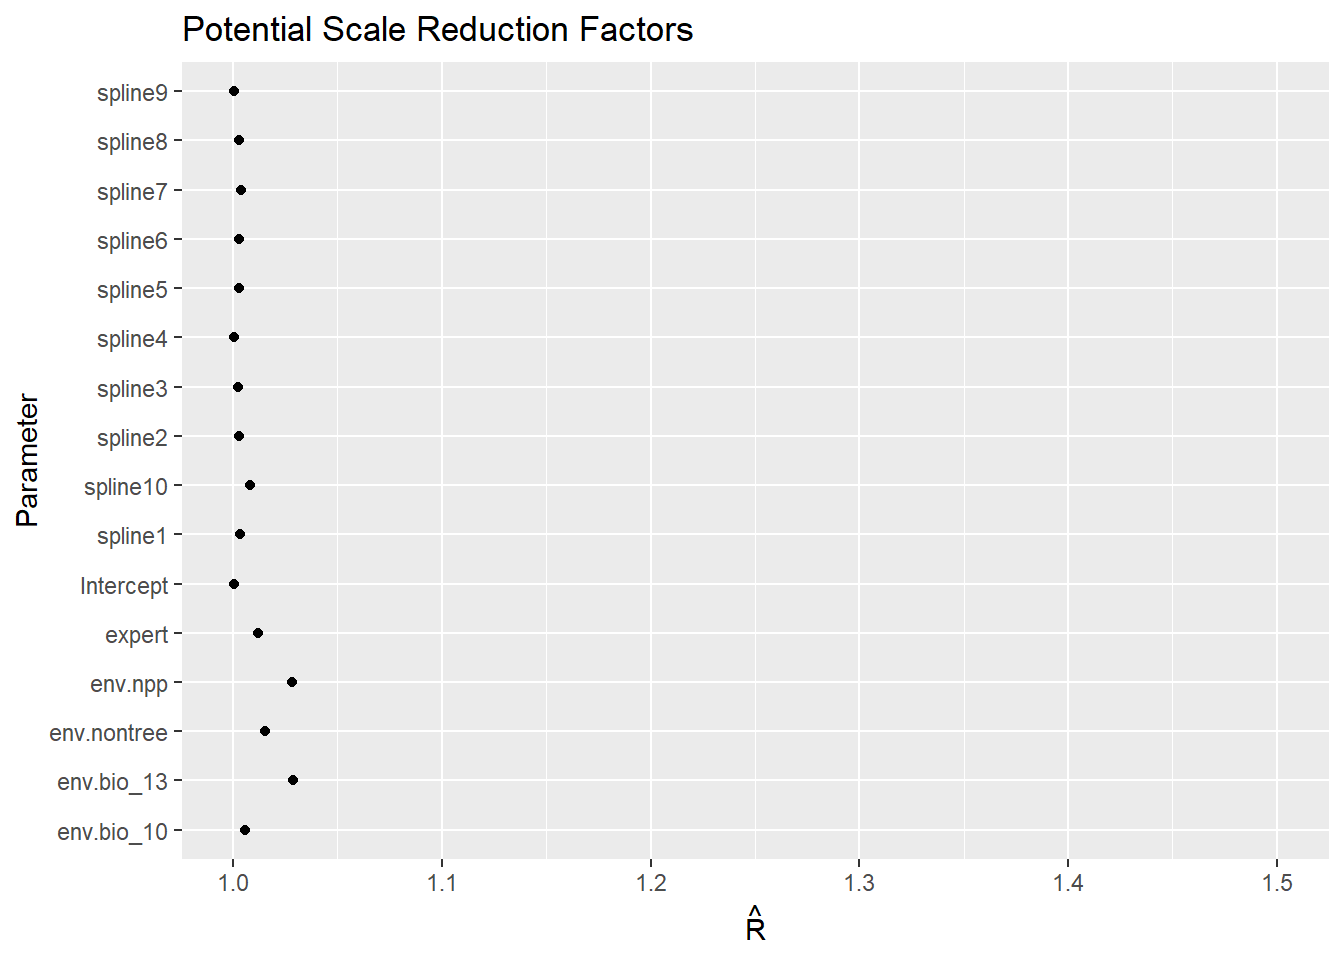 Potential Scale Reduction Factors
spline9
spline8
spline7
spline6
spline5
spline4
spline3
spline2
spline10
spline1
Intercept
expert
env.npp
env.nontree
env.bio_13
env.bio_10
Parameter
1.0 1.1 1.2 1.3 1.4 1.5
R̂